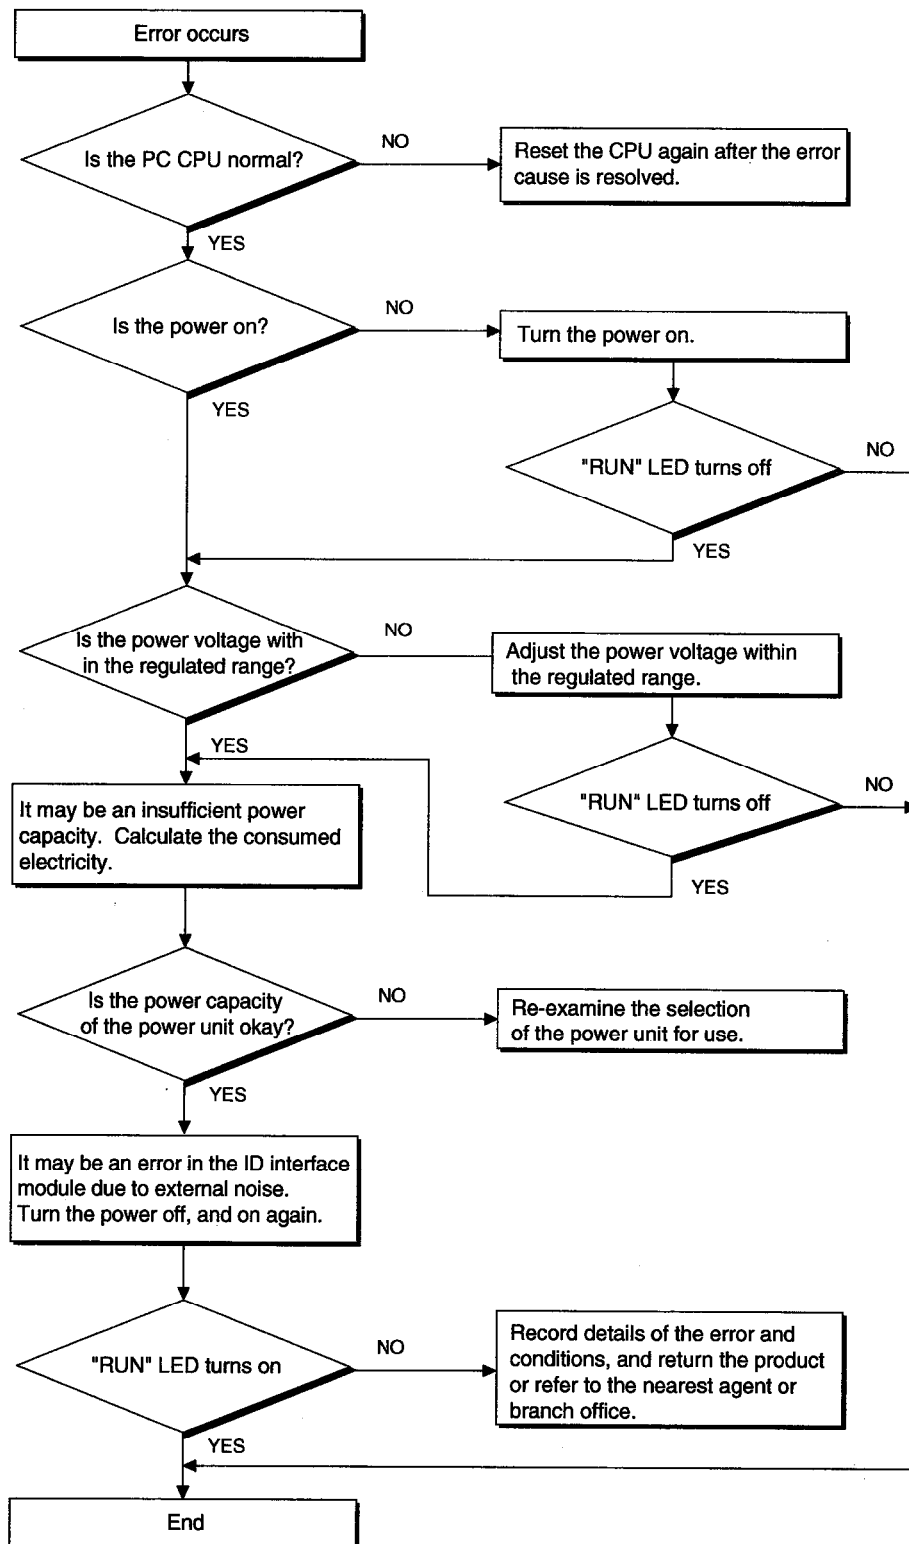 Error occurs
Is the PC CPU normal?
NO
Reset the CPU again after the error
cause is resolved.
YES
Is the power on?
NO
Turn the power on.
YES
"RUN" LED turns off
NO
YES
Is the power voltage with
in the regulated range?
NO
Adjust the power voltage within
the regulated range.
YES
"RUN" LED turns off
NO
YES
It may be an insufficient power
capacity. Calculate the consumed
electricity.
Is the power capacity
of the power unit okay?
NO
Re-examine the selection
of the power unit for use.
YES
It may be an error in the ID interface
module due to external noise.
Turn the power off, and on again.
"RUN" LED turns on
NO
Record details of the error and
conditions, and return the product
or refer to the nearest agent or
branch office.
YES
End